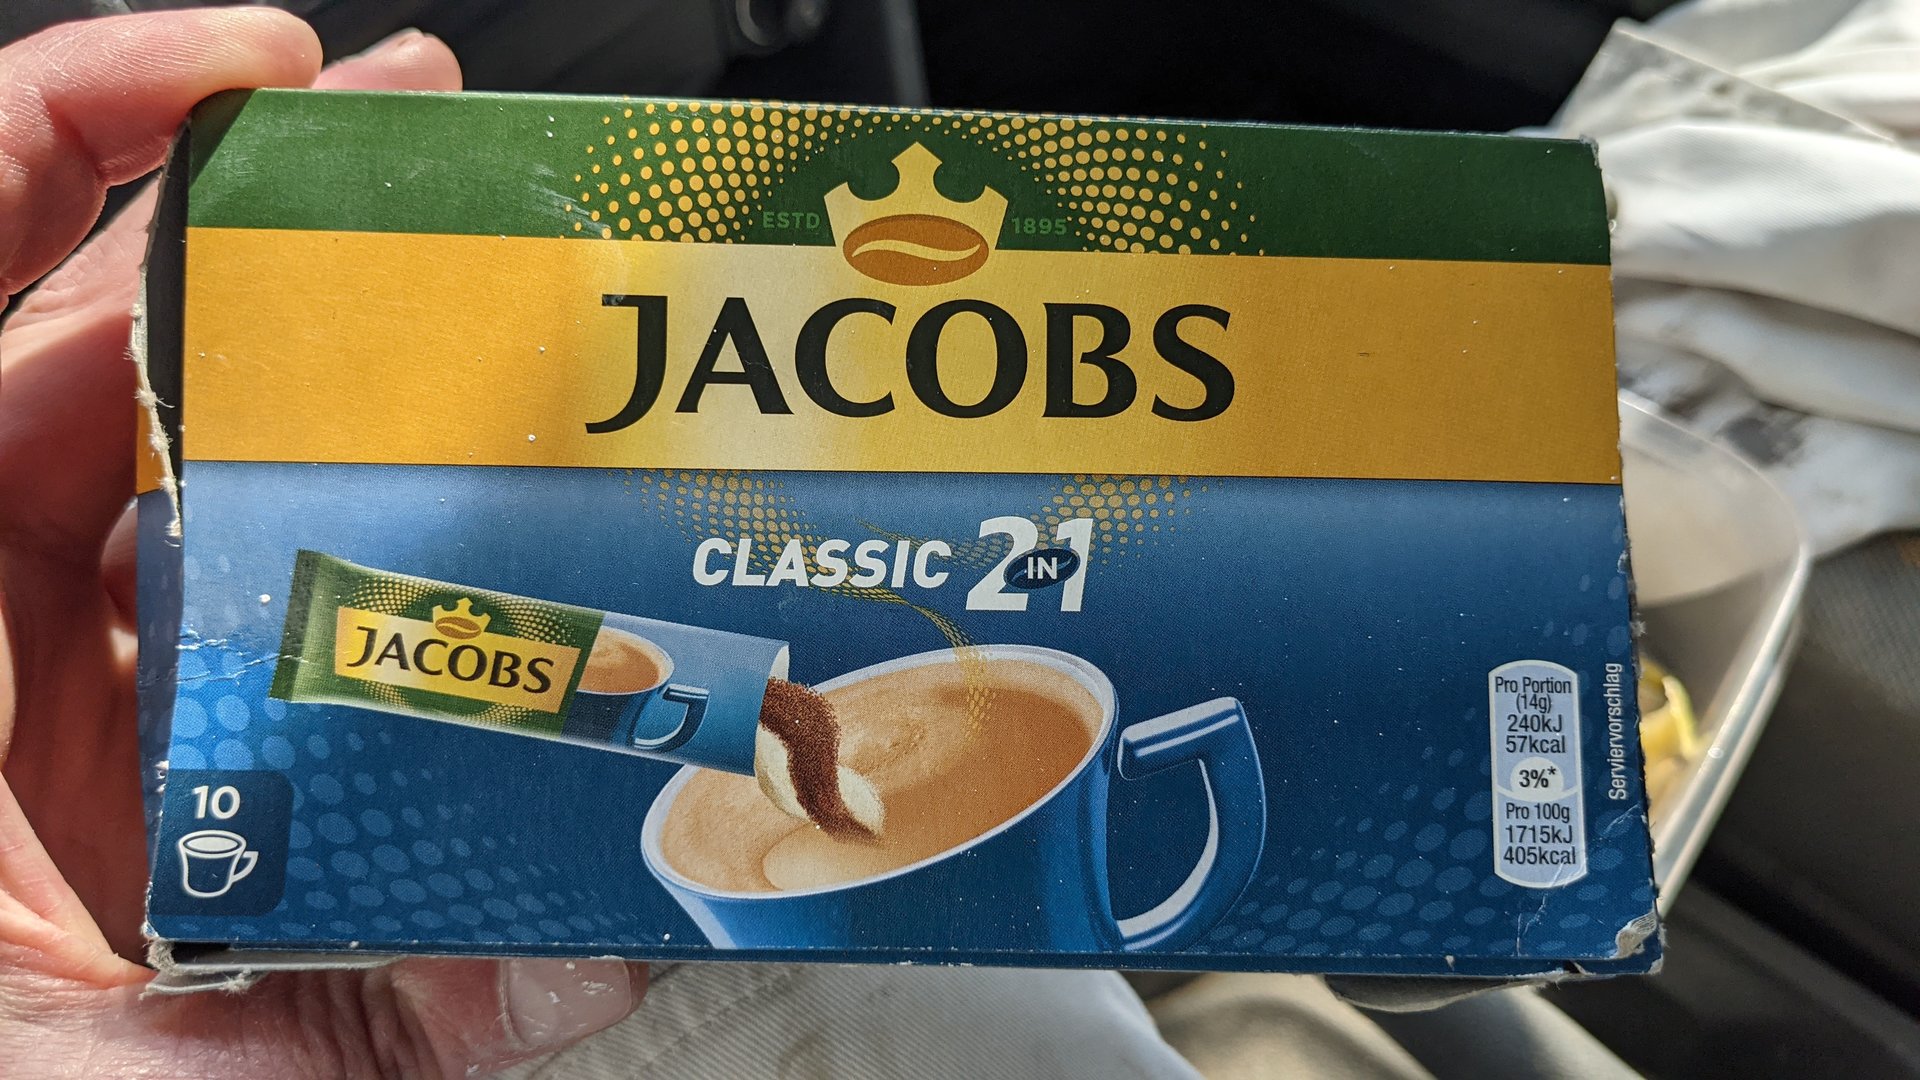 ESTD 1895
JACOBS
CLASSIC 2 IN 1
JACOBS
10
Pro Portion
(14g)
240kJ
57kcal
3%*
Pro 100g
1715kJ
405kcal
Serviervorschlag